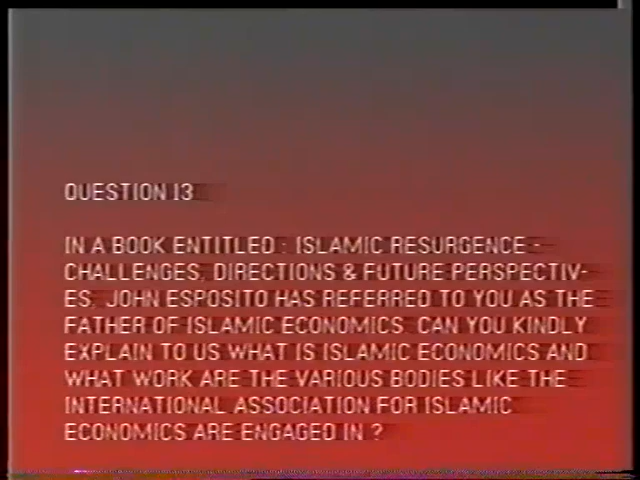 QUESTION 13
IN A BOOK ENTITLED : ISLAMIC RESURGENCE -
CHALLENGES, DIRECTIONS & FUTURE PERSPECTIV-
ES, JOHN ESPOSITO HAS REFERRED TO YOU AS THE
FATHER OF ISLAMIC ECONOMICS. CAN YOU KINDLY
EXPLAIN TO US WHAT IS ISLAMIC ECONOMICS AND
WHAT WORK ARE THE VARIOUS BODIES LIKE THE
INTERNATIONAL ASSOCIATION FOR ISLAMIC
ECONOMICS ARE ENGAGED IN ?